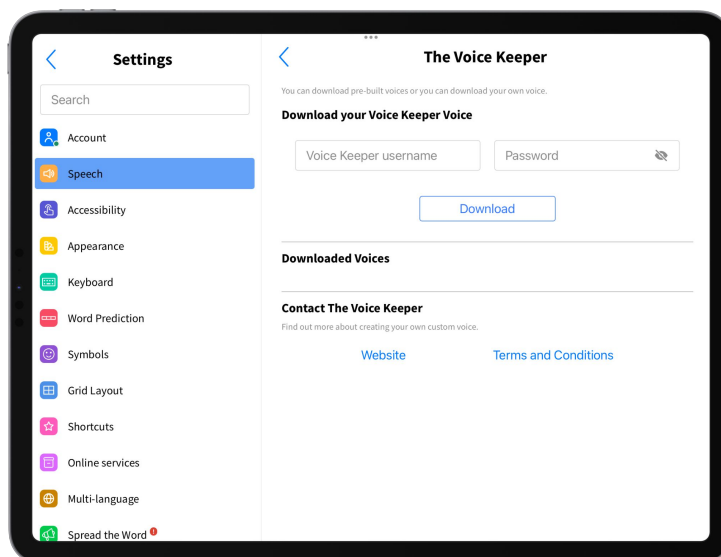 Settings
Search
Account
Speech
Accessibility
Appearance
Keyboard
Word Prediction
Symbols
Grid Layout
Shortcuts
Online services
Multi-language
Spread the Word
The Voice Keeper
You can download pre-built voices or you can download your own voice.
Download your Voice Keeper Voice
Voice Keeper username
Password
Download
Downloaded Voices
Contact The Voice Keeper
Find out more about creating your own custom voice.
Website
Terms and Conditions